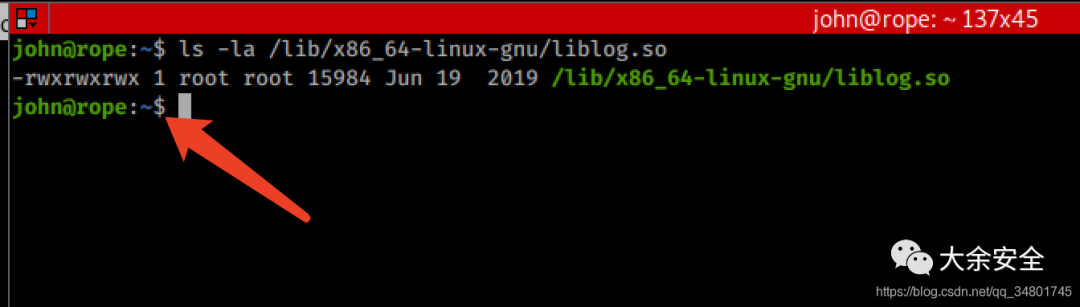 john@rope: ~ 137x45
john@rope:~$ ls -la /lib/x86_64-linux-gnu/liblog.so
-rwxrwxrwx 1 root root 15984 Jun 19  2019 /lib/x86_64-linux-gnu/liblog.so
john@rope:~$
大余安全
https://blog.csdn.net/qq_34801745